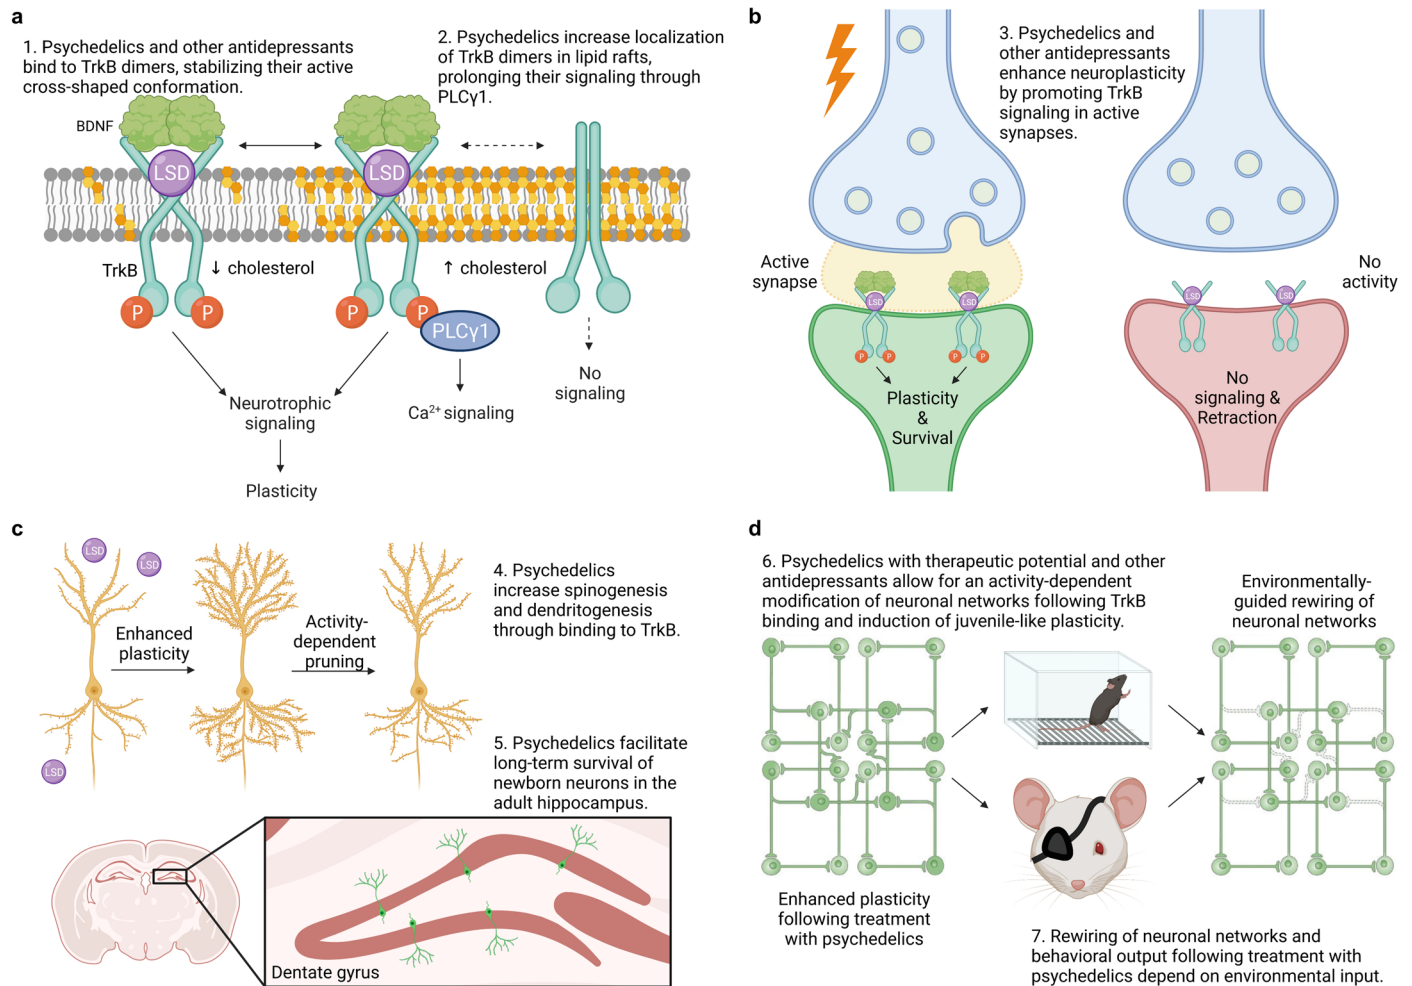 a
1. Psychedelics and other antidepressants
bind to TrkB dimers, stabilizing their active
cross-shaped conformation.
2. Psychedelics increase localization
of TrkB dimers in lipid rafts,
prolonging their signaling through
PLCγ1.
BDNF
LSD
LSD
TrkB
↓ cholesterol
↑ cholesterol
P
P
P
P
PLCγ1
No
signaling
Neurotrophic
signaling
Ca²⁺ signaling
Plasticity
b
3. Psychedelics and
other antidepressants
enhance neuroplasticity
by promoting TrkB
signaling in active
synapses.
Active
synapse
No
activity
LSD
LSD
LSD
LSD
P
P
P
P
Plasticity
&
Survival
No
signaling &
Retraction
c
LSD
LSD
LSD
Enhanced
plasticity
Activity-
dependent
pruning
4. Psychedelics
increase spinogenesis
and dendritogenesis
through binding to TrkB.
5. Psychedelics facilitate
long-term survival of
newborn neurons in the
adult hippocampus.
Dentate gyrus
d
6. Psychedelics with therapeutic potential and other
antidepressants allow for an activity-dependent
modification of neuronal networks following TrkB
binding and induction of juvenile-like plasticity.
Environmentally-
guided rewiring of
neuronal networks
Enhanced plasticity
following treatment
with psychedelics
7. Rewiring of neuronal networks and
behavioral output following treatment with
psychedelics depend on environmental input.